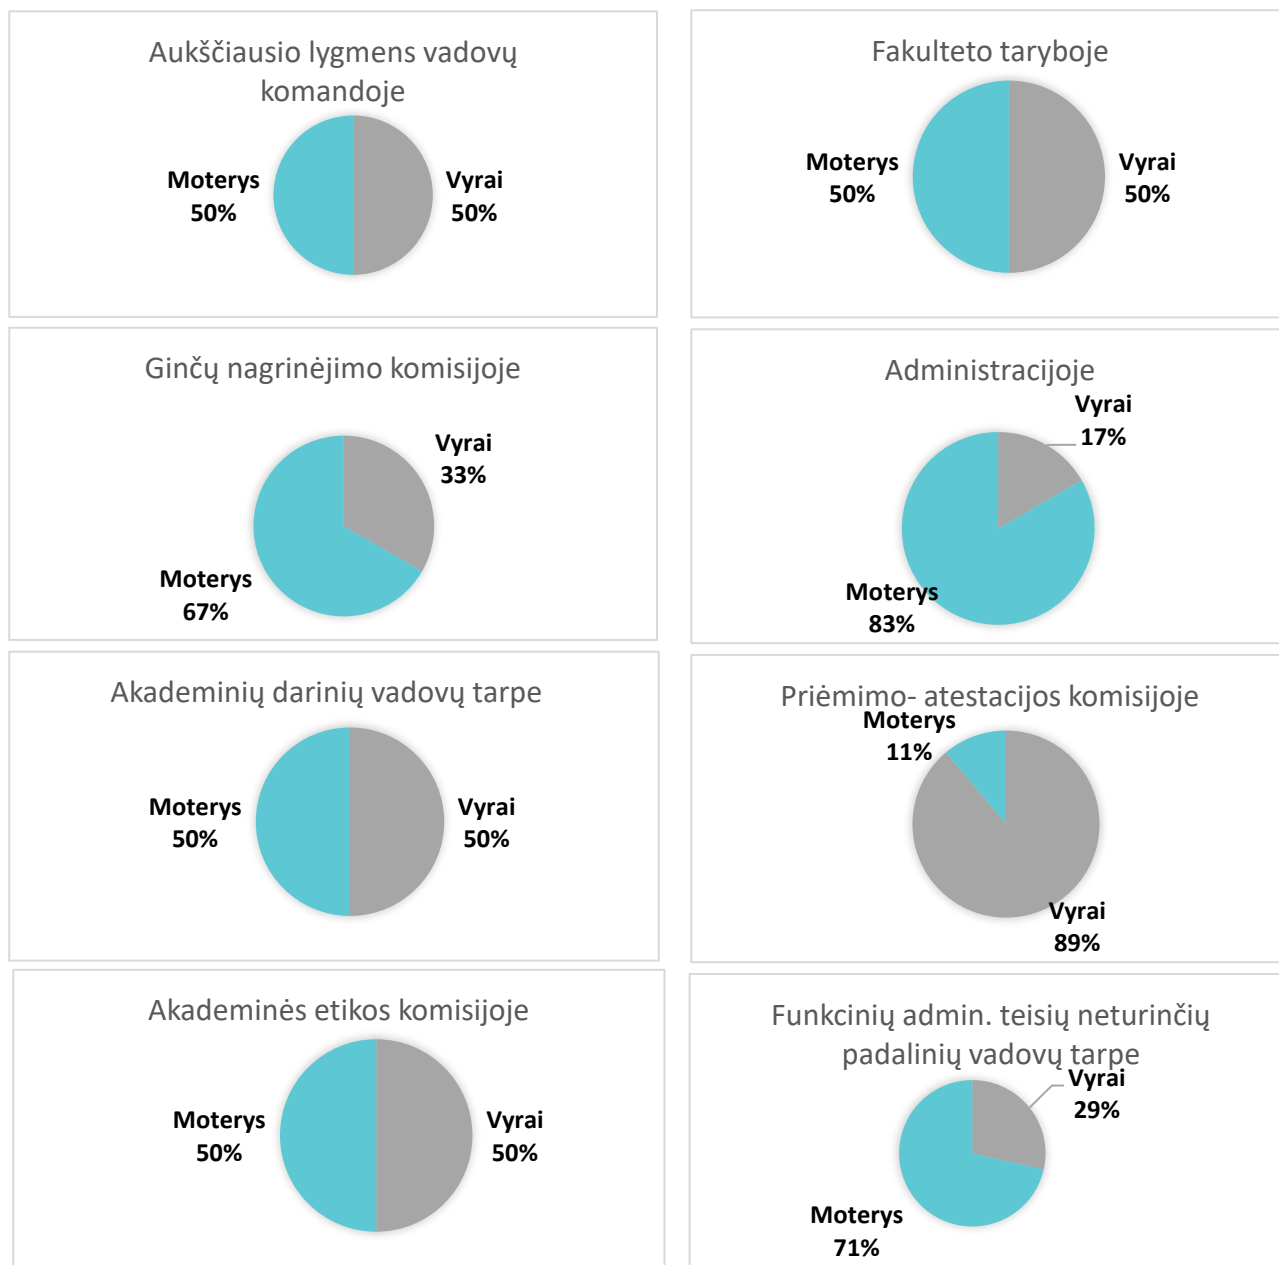 Aukščiausio lygmens vadovų
komandoje
Moterys
50%
Vyrai
50%
Fakulteto taryboje
Moterys
50%
Vyrai
50%
Ginčų nagrinėjimo komisijoje
Vyrai
33%
Moterys
67%
Administracijoje
Vyrai
17%
Moterys
83%
Akademinių darinių vadovų tarpe
Moterys
50%
Vyrai
50%
Priėmimo- atestacijos komisijoje
Moterys
11%
Vyrai
89%
Akademinės etikos komisijoje
Moterys
50%
Vyrai
50%
Funkcinių admin. teisių neturinčių
padalinių vadovų tarpe
Vyrai
29%
Moterys
71%